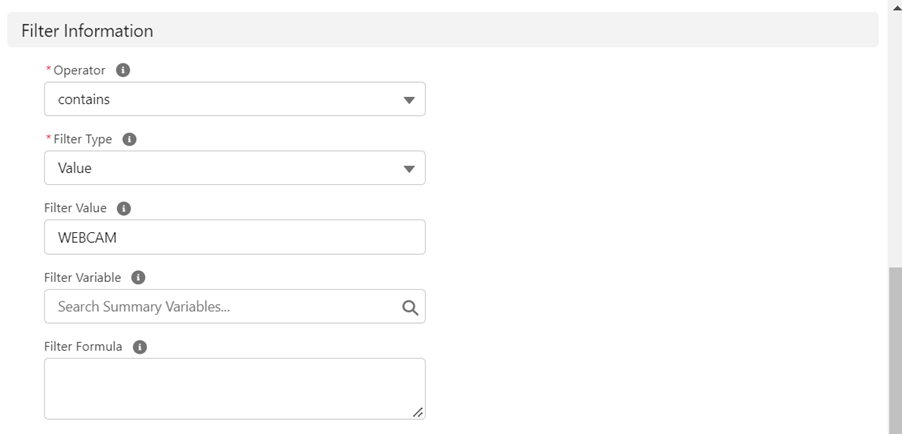 Filter Information
* Operator
contains
* Filter Type
Value
Filter Value
WEBCAM
Filter Variable
Search Summary Variables...
Filter Formula